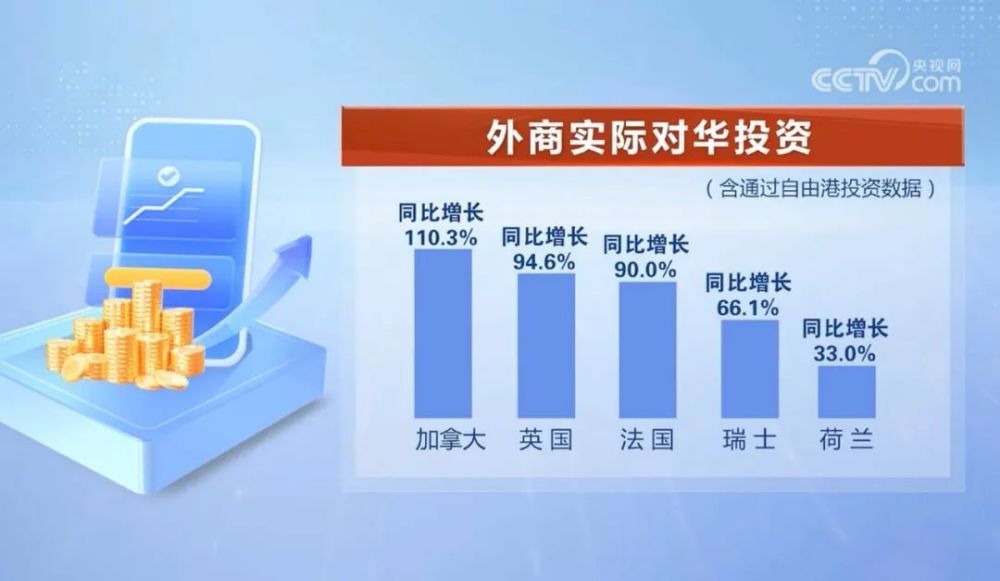 央视网
CCTV.com
外商实际对华投资
（含通过自由港投资数据）
同比增长
110.3%
同比增长
94.6%
同比增长
90.0%
同比增长
66.1%
同比增长
33.0%
加拿大 英国 法国 瑞士 荷兰